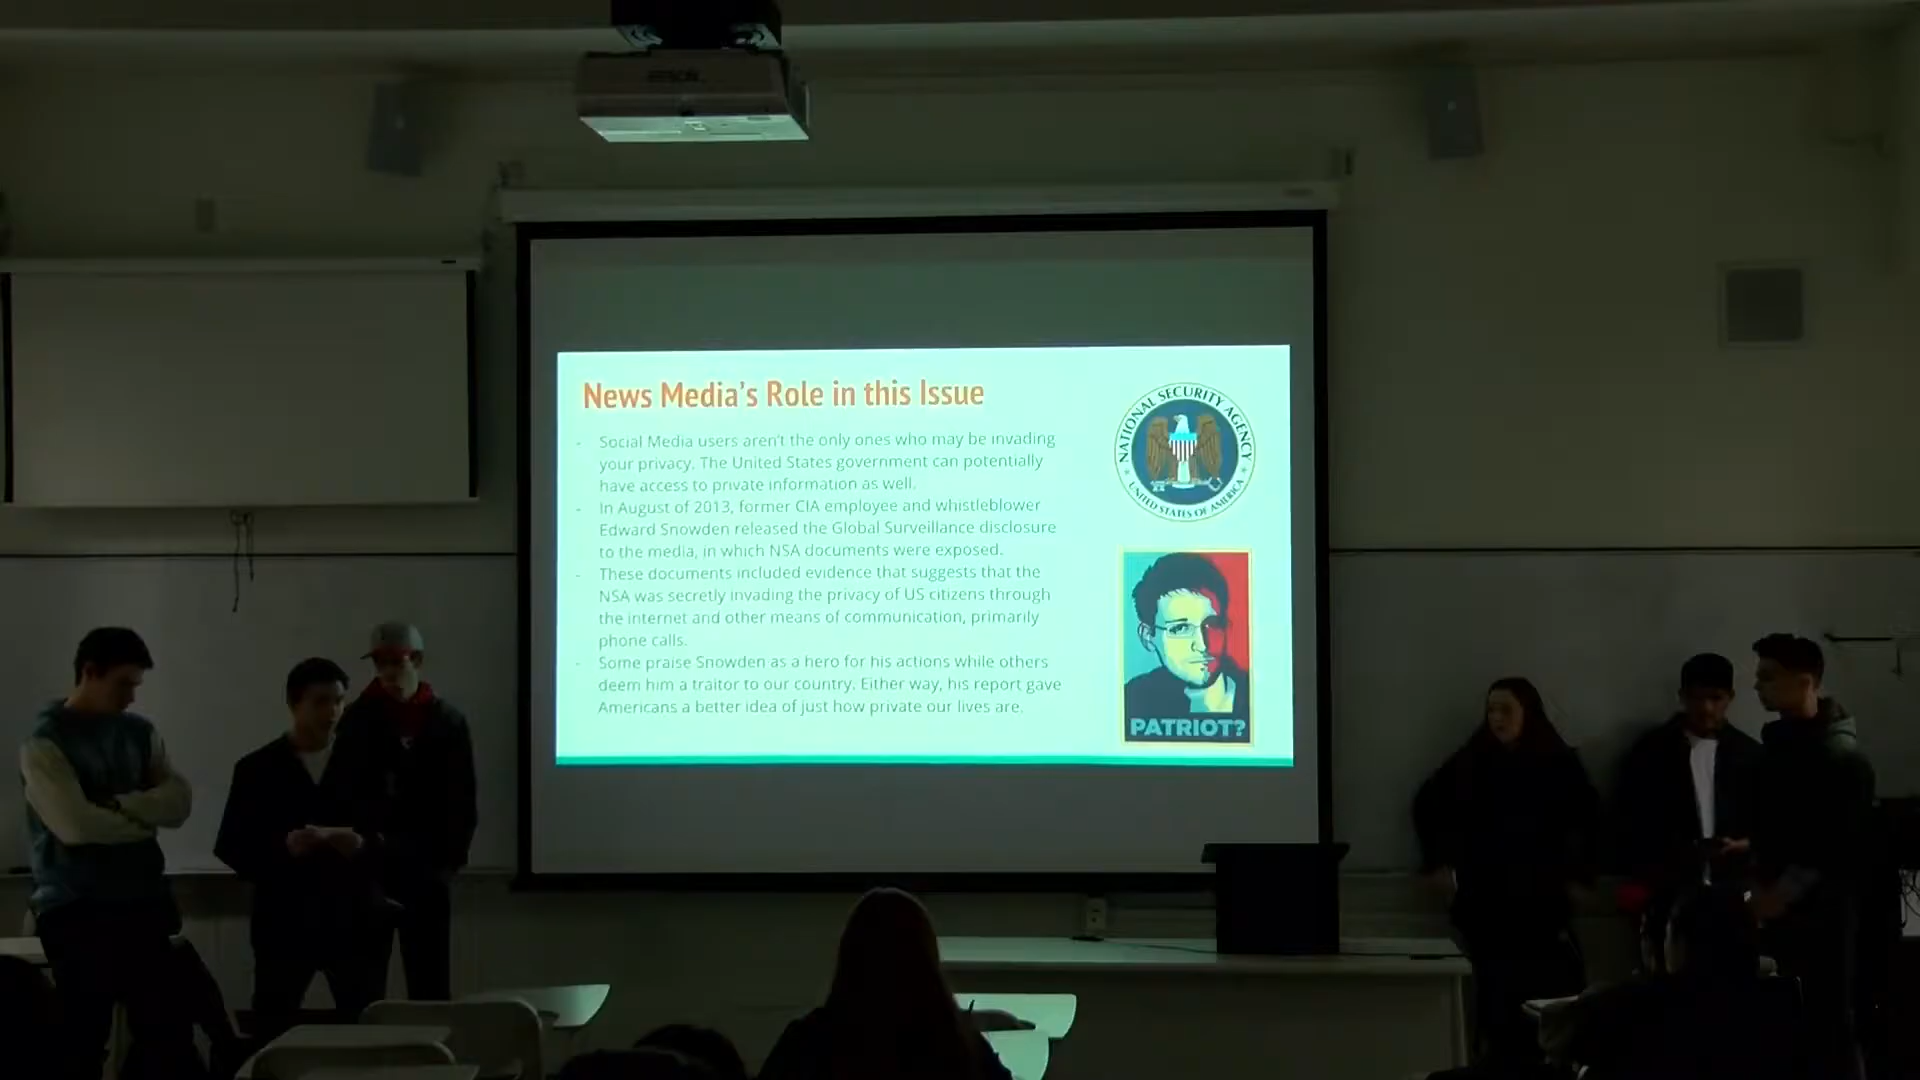 EPSON
News Media's Role in this Issue
- Social Media users aren't the only ones who may be invading
your privacy. The United States government can potentially
have access to private information as well.
- In August of 2013, former CIA employee and whistleblower
Edward Snowden released the Global Surveillance disclosure
to the media, in which NSA documents were exposed.
- These documents included evidence that suggests that the
NSA was secretly invading the privacy of US citizens through
the internet and other means of communication, primarily
phone calls.
- Some praise Snowden as a hero for his actions while others
deem him a traitor to our country. Either way, his report gave
Americans a better idea of just how private our lives are.
NATIONAL SECURITY AGENCY
UNITED STATES OF AMERICA
PATRIOT?